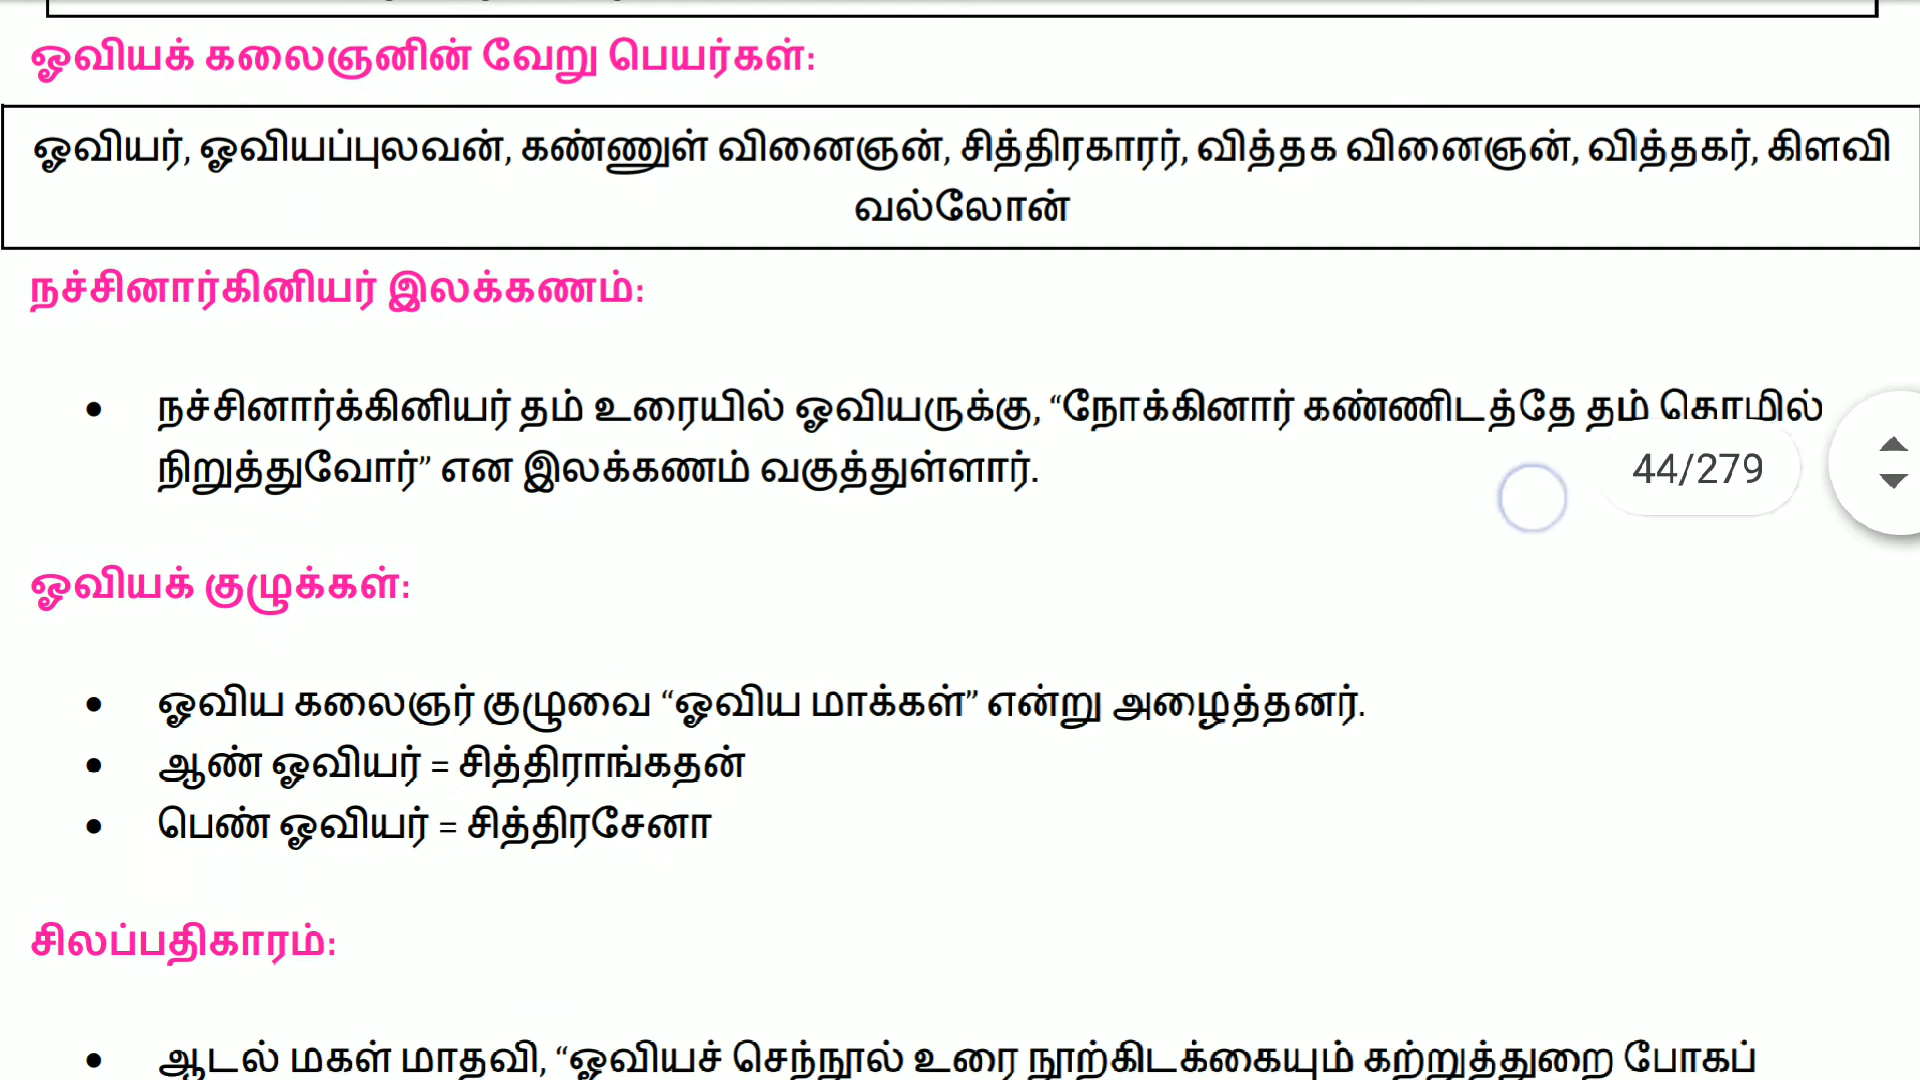 ஓவியக் கலைஞனின் வேறு பெயர்கள்:
ஓவியர், ஓவியப்புலவன், கண்ணுள் வினைஞன், சித்திரகாரர், வித்தக வினைஞன், வித்தகர், கிளவி
வல்லோன்
நச்சினார்கினியர் இலக்கணம்:
• நச்சினார்க்கினியர் தம் உரையில் ஓவியருக்கு, “நோக்கினார் கண்ணிடத்தே தம்
நிறுத்துவோர்” என இலக்கணம் வகுத்துள்ளார்.
44/279
ஓவியக் குழுக்கள்:
• ஓவிய கலைஞர் குழுவை “ஓவிய மாக்கள்” என்று அழைத்தனர்.
• ஆண் ஓவியர் = சித்திராங்கதன்
• பெண் ஓவியர் = சித்திரசேனா
சிலப்பதிகாரம்:
• ஆடல் மகள் மாதவி, “ஓவியச் செந்நூல் உரை நூற்கிடக்கையும் கற்றுத்துறை போகப்